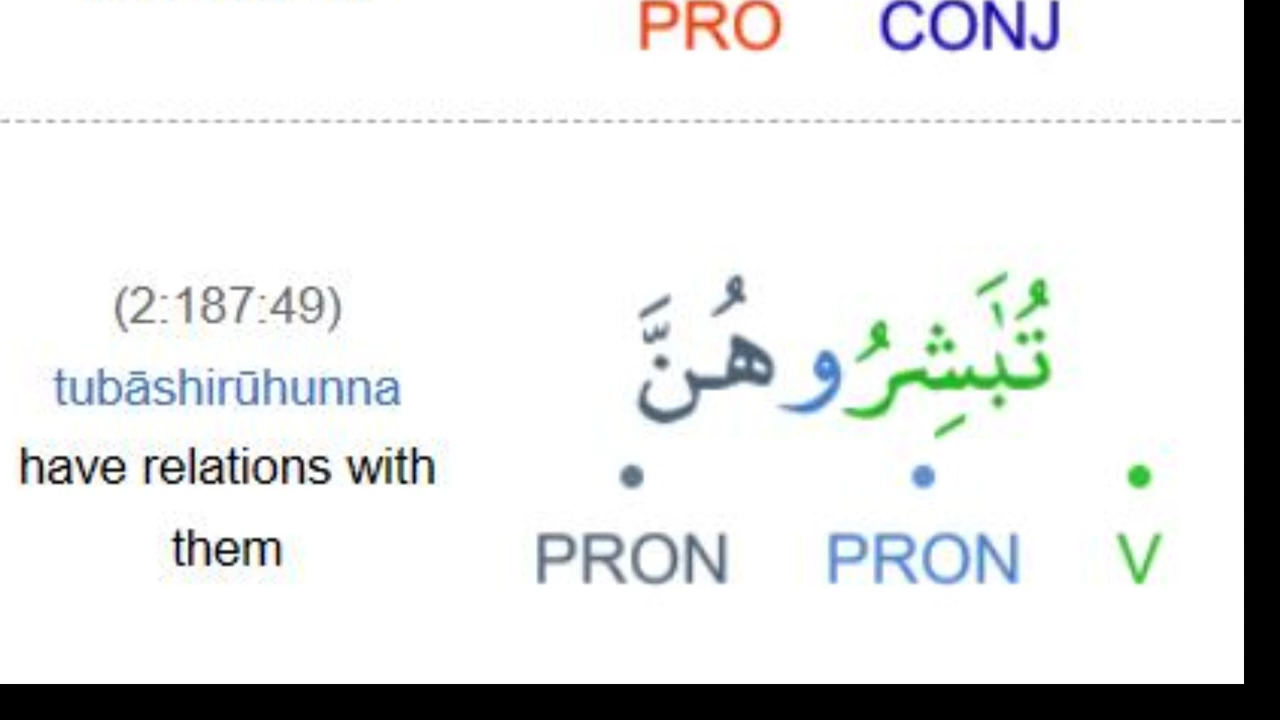 PRO CONJ
(2:187:49)
tubāshirūhunna
have relations with
them
تُبَٰشِرُوهُنَّ
PRON PRON V